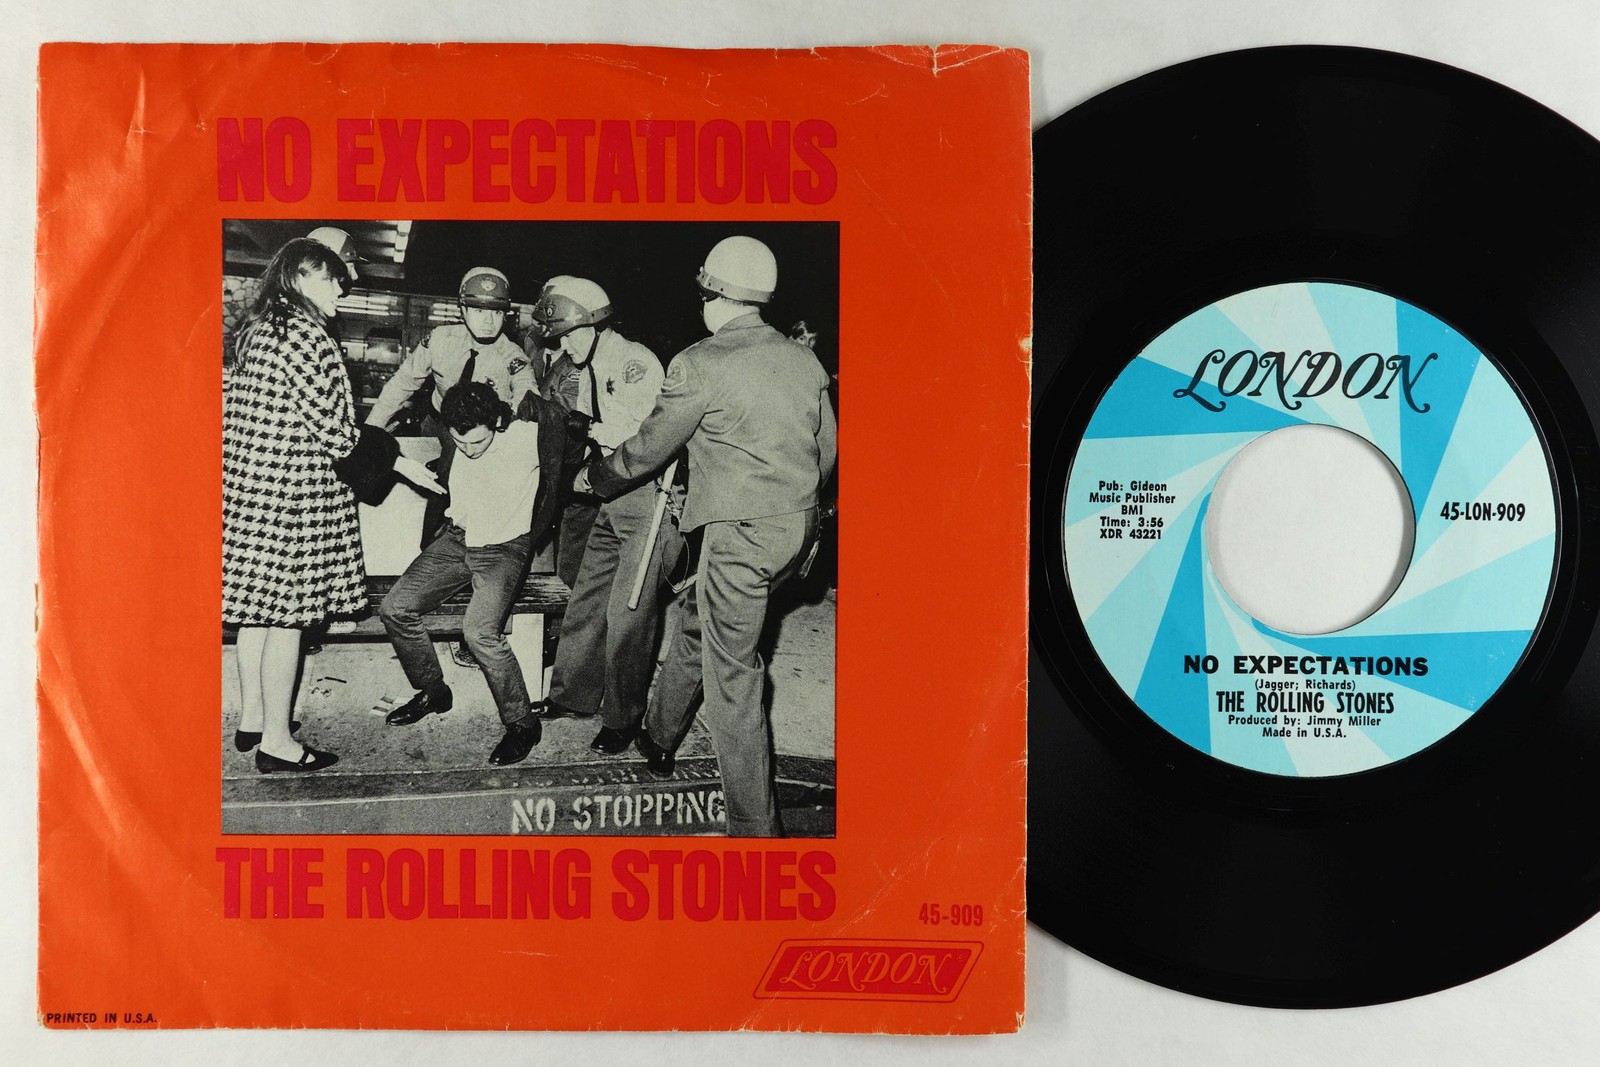 NO EXPECTATIONS
NO STOPPING
THE ROLLING STONES
45-909
LONDON
PRINTED IN U.S.A.
LONDON
Pub: Gideon
Music Publisher
BMI
Time: 3:56
XDR 43221
45-LON-909
NO EXPECTATIONS
(Jagger; Richards)
THE ROLLING STONES
Produced by: Jimmy Miller
Made in U.S.A.